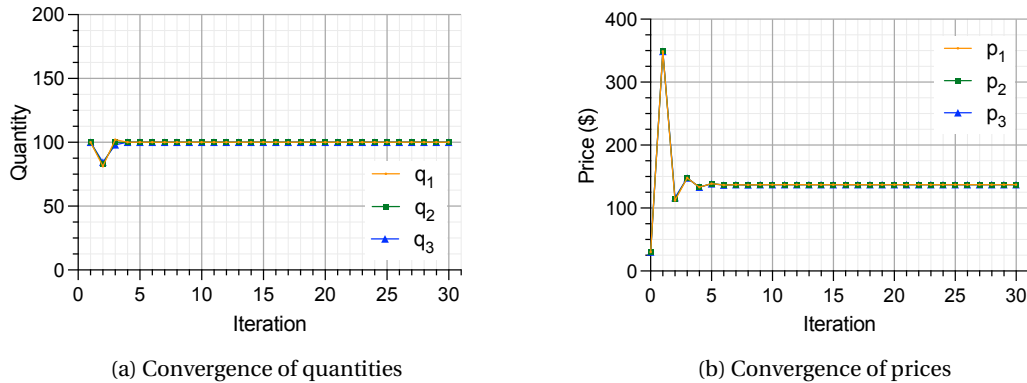 200
150
100
50
0
Quantity
q1
q2
q3
0 5 10 15 20 25 30
Iteration
(a) Convergence of quantities
400
300
200
100
0
Price ($)
p1
p2
p3
0 5 10 15 20 25 30
Iteration
(b) Convergence of prices